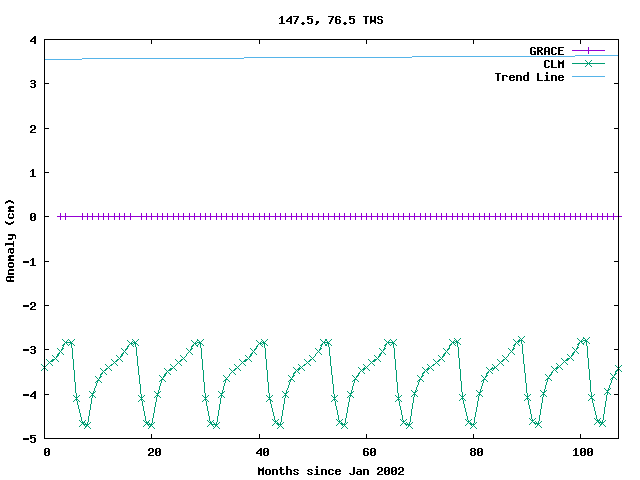 147.5, 76.5 TWS
GRACE
CLM
Trend Line
Anomaly (cm)
4
3
2
1
0
-1
-2
-3
-4
-5
0 20 40 60 80 100
Months since Jan 2002